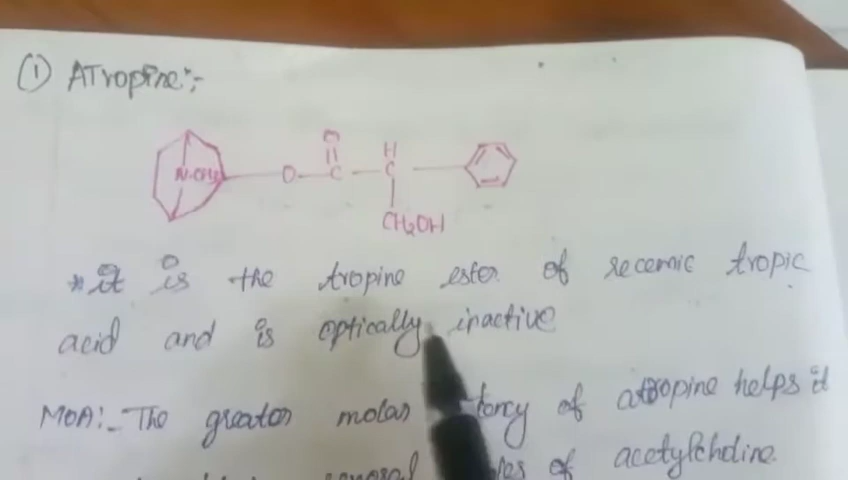 ① ATropine:-
N-CH3 O C O H C CH2OH
* it is the tropine ester of recemic tropic
acid and is optically inactive
MOA:- The greater molar of atropine helps it
of acetylcholine